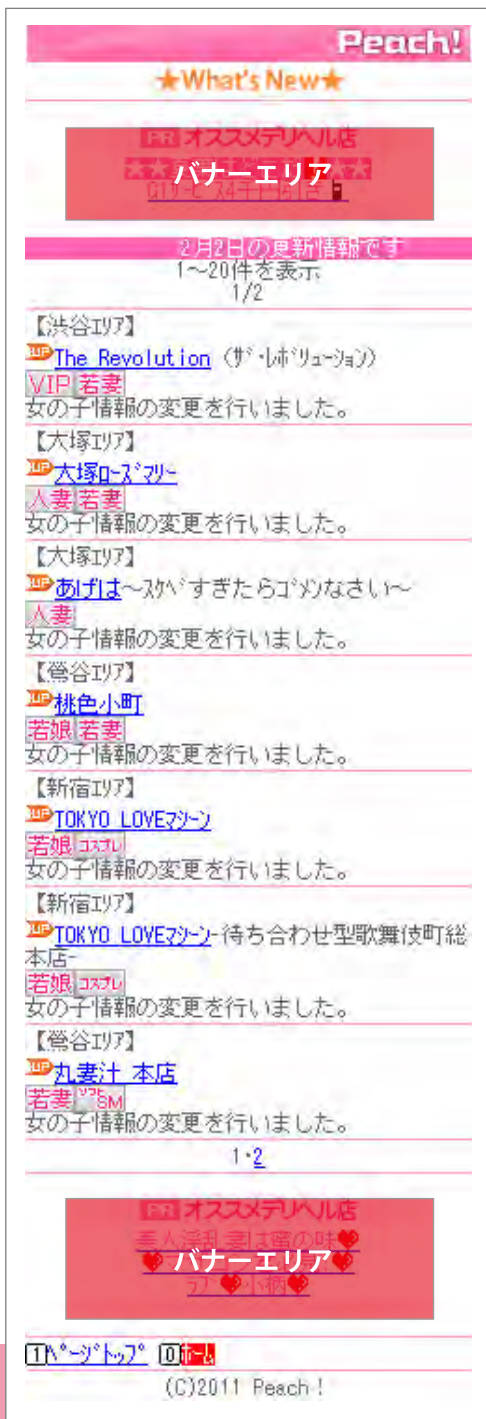 Peach!
★What's New★
PR オススメデリヘル店
バナーエリア
2月2日の更新情報です
1～20件を表示
1/2
【渋谷ｴﾘｱ】
UP The Revolution (ｻﾞ･ﾚﾎﾞﾘｭｰｼｮﾝ)
VIP 若妻
女の子情報の変更を行いました。
【大塚ｴﾘｱ】
UP 大塚ﾛｰｽﾞﾏﾘｰ
人妻 若妻
女の子情報の変更を行いました。
【大塚ｴﾘｱ】
UP あげは～ｽｹﾍﾞすぎたらｺﾞﾒﾝなさい～
人妻
女の子情報の変更を行いました。
【鶯谷ｴﾘｱ】
UP 桃色小町
若娘 若妻
女の子情報の変更を行いました。
【新宿ｴﾘｱ】
UP TOKYO LOVEﾏｼｰﾝ
若娘 ｺｽﾌﾟﾚ
女の子情報の変更を行いました。
【新宿ｴﾘｱ】
UP TOKYO LOVEﾏｼｰﾝ-待ち合わせ型歌舞伎町総
本店-
若娘 ｺｽﾌﾟﾚ
女の子情報の変更を行いました。
【鶯谷ｴﾘｱ】
UP 丸妻汁 本店
若妻 ｿﾌﾄSM
女の子情報の変更を行いました。
1･2
PR オススメデリヘル店
美人淫乱妻は蜜の味
バナーエリア
小柄
1 ﾍﾟｰｼﾞﾄｯﾌﾟ 0 ﾎｰﾑ
(C)2011 Peach！